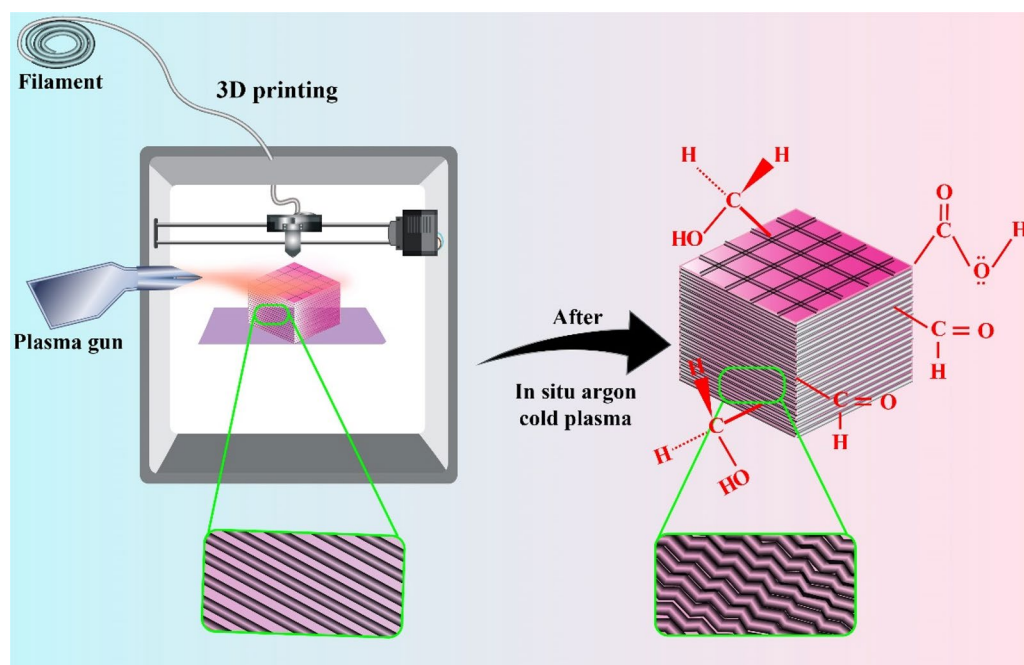 Filament
3D printing
Plasma gun
After
In situ argon
cold plasma
H
H
C
HO
O
C
O
H
C
O
H
H
C
O
H
C
H
HO